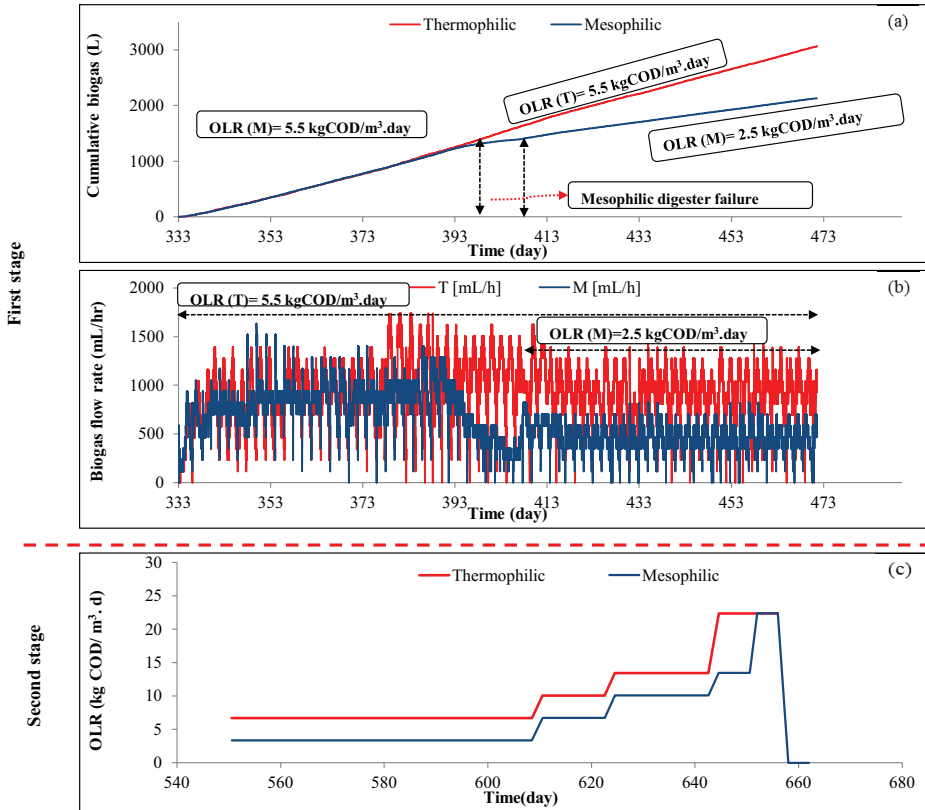 First stage
(a)
Thermophilic Mesophilic
Cumulative biogas (L)
3000
2000
1000
0
OLR (M)= 5.5 kgCOD/m³.day
OLR (T)= 5.5 kgCOD/m³.day
OLR (M)= 2.5 kgCOD/m³.day
Mesophilic digester failure
333 353 373 393 413 433 453 473
Time (day)
(b)
T [mL/h] M [mL/h]
Biogas flow rate (mL/hr)
2000
1500
1000
500
0
OLR (T)= 5.5 kgCOD/m³.day
OLR (M)=2.5 kgCOD/m³.day
333 353 373 393 413 433 453 473
Time (day)
Second stage
(c)
Thermophilic Mesophilic
OLR (kg COD/ m³. d)
30
25
20
15
10
5
0
540 560 580 600 620 640 660 680
Time(day)